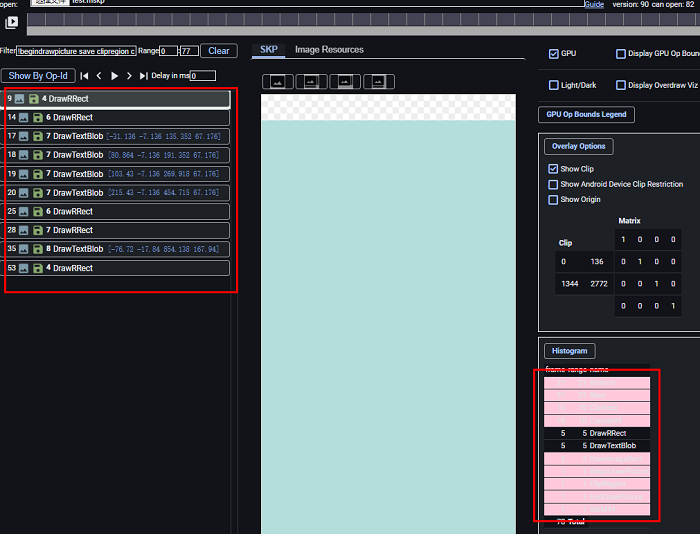 open: 选择文件 test.mskp
Guide version: 90 can open: 82
Filter !begindrawpicture save clipregion c Range 0 : 77 Clear
Show By Op-Id Delay in ms 0
9 4 DrawRRect
14 6 DrawRRect
17 7 DrawTextBlob [-31.136 -7.136 135.352 67.176]
18 7 DrawTextBlob [80.864 -7.136 191.352 67.176]
19 7 DrawTextBlob [103.43 -7.136 269.918 67.176]
20 7 DrawTextBlob [215.43 -7.136 454.715 67.176]
25 6 DrawRRect
28 7 DrawRRect
35 8 DrawTextBlob [-76.72 -17.84 854.138 167.94]
53 4 DrawRRect
SKP Image Resources
GPU Display GPU Op Boun
Light/Dark Display Overdraw Viz
GPU Op Bounds Legend
Overlay Options
Show Clip
Show Android Device Clip Restriction
Show Origin
Matrix
Clip
1 0 0 0
0 136 0 1 0 0
1344 2772 0 0 1 0
0 0 0 1
Histogram
frame range name
5 5 DrawRRect
5 5 DrawTextBlob
78 Total